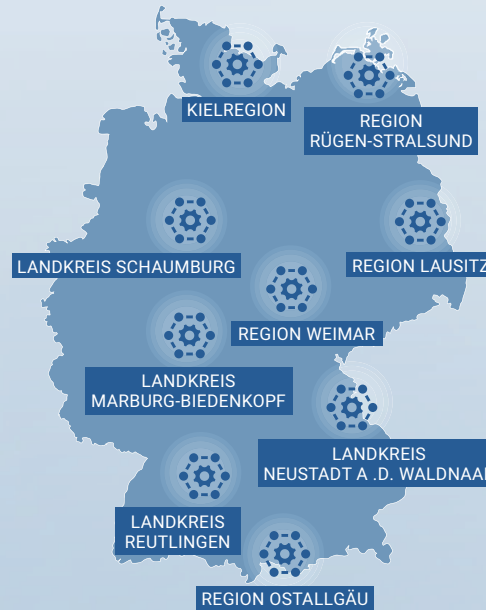 KIELREGION
REGION
RÜGEN-STRALSUND
LANDKREIS SCHAUMBURG
REGION LAUSITZ
REGION WEIMAR
LANDKREIS
MARBURG-BIEDENKOPF
LANDKREIS
NEUSTADT A .D. WALDNAAB
LANDKREIS
REUTLINGEN
REGION OSTALLGÄU